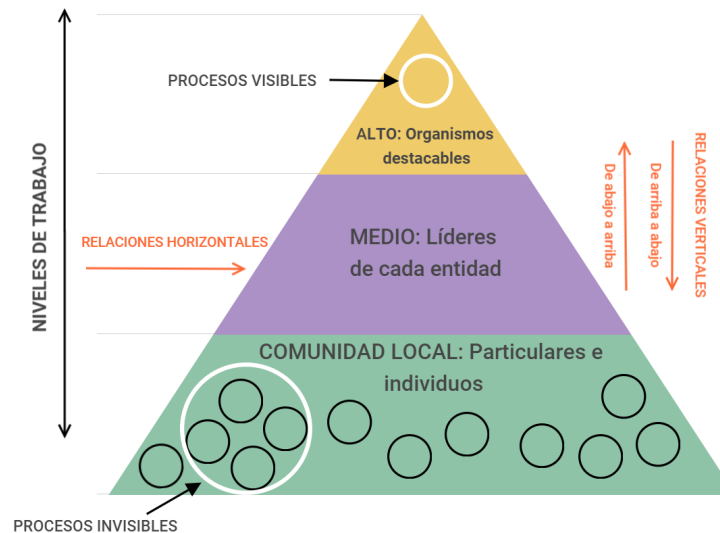 PROCESOS VISIBLES
ALTO: Organismos
destacables
NIVELES DE TRABAJO
RELACIONES HORIZONTALES
MEDIO: Líderes
de cada entidad
De abajo a arriba
De arriba a abajo
RELACIONES VERTICALES
COMUNIDAD LOCAL: Particulares e
individuos
PROCESOS INVISIBLES